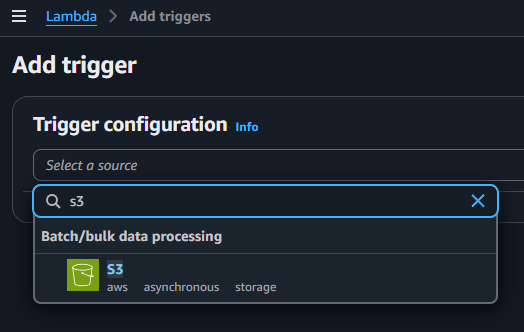 Lambda > Add triggers
Add trigger
Trigger configuration Info
Select a source
s3
Batch/bulk data processing
S3
aws asynchronous storage